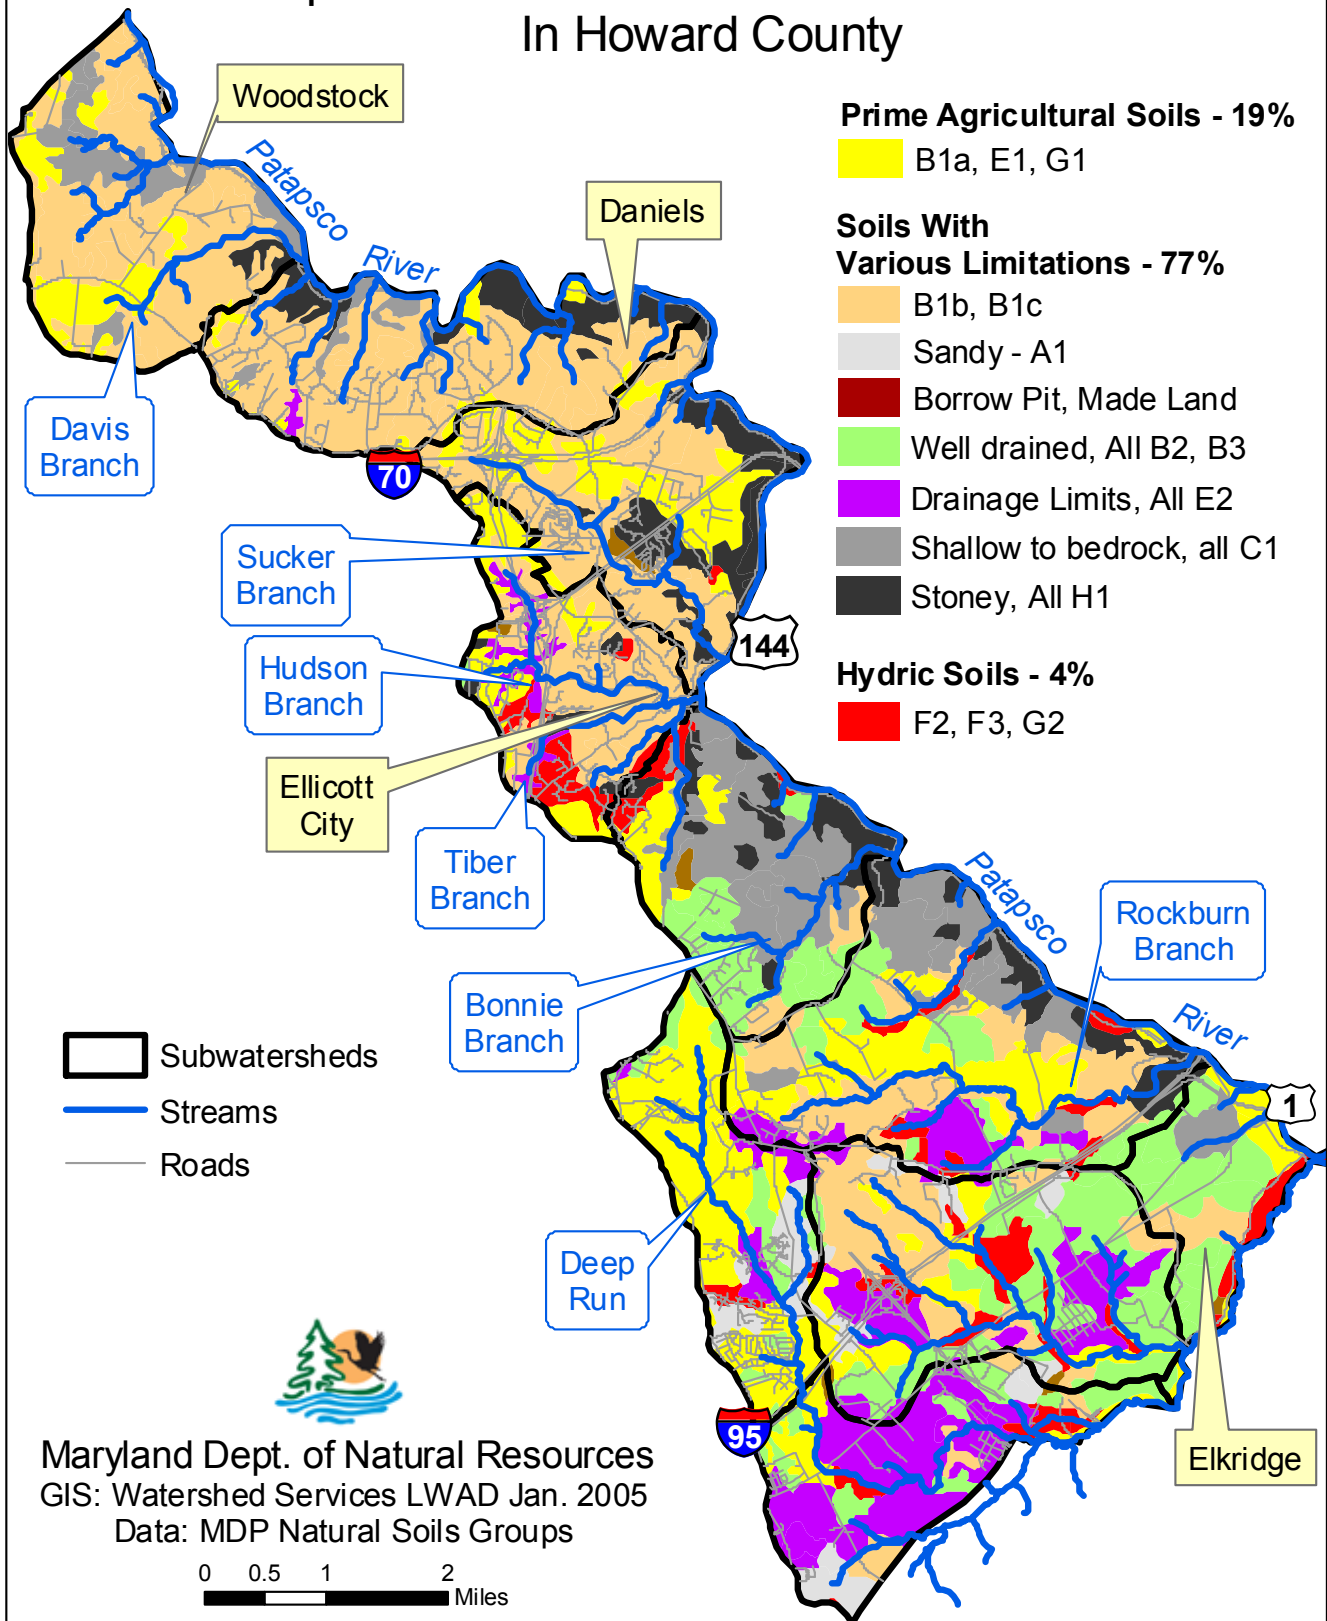 In Howard County
Prime Agricultural Soils - 19%
B1a, E1, G1
Soils With
Various Limitations - 77%
B1b, B1c
Sandy - A1
Borrow Pit, Made Land
Well drained, All B2, B3
Drainage Limits, All E2
Shallow to bedrock, all C1
Stoney, All H1
Hydric Soils - 4%
F2, F3, G2
Woodstock
Patapsco
River
Daniels
Davis
Branch
70
Sucker
Branch
144
Hudson
Branch
Ellicott
City
Tiber
Branch
Patapsco
River
Rockburn
Branch
Bonnie
Branch
1
Deep
Run
95
Elkridge
Subwatersheds
Streams
Roads
Maryland Dept. of Natural Resources
GIS: Watershed Services LWAD Jan. 2005
Data: MDP Natural Soils Groups
0 0.5 1 2
Miles